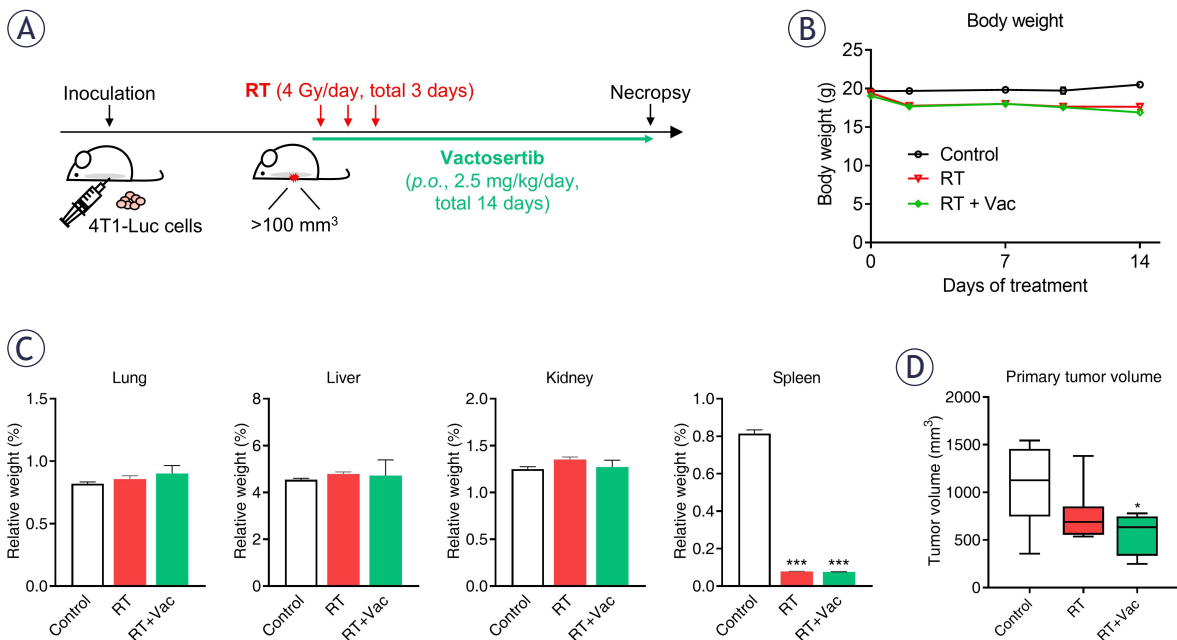 A
Inoculation
RT (4 Gy/day, total 3 days)
Necropsy
Vactosertib
(p.o., 2.5 mg/kg/day,
total 14 days)
4T1-Luc cells
>100 mm³
B
Body weight
Body weight (g)
25
20
15
10
5
0
Control
RT
RT + Vac
0
7
14
Days of treatment
C
Lung
Relative weight (%)
1.5
1.0
0.5
0.0
Control
RT
RT+Vac
Liver
Relative weight (%)
8
6
4
2
0
Control
RT
RT+Vac
Kidney
Relative weight (%)
2.0
1.5
1.0
0.5
0.0
Control
RT
RT+Vac
Spleen
Relative weight (%)
1.0
0.8
0.6
0.4
0.2
0.0
***
***
Control
RT
RT+Vac
D
Primary tumor volume
Tumor volume (mm³)
2000
1500
1000
500
0
*
Control
RT
RT+Vac